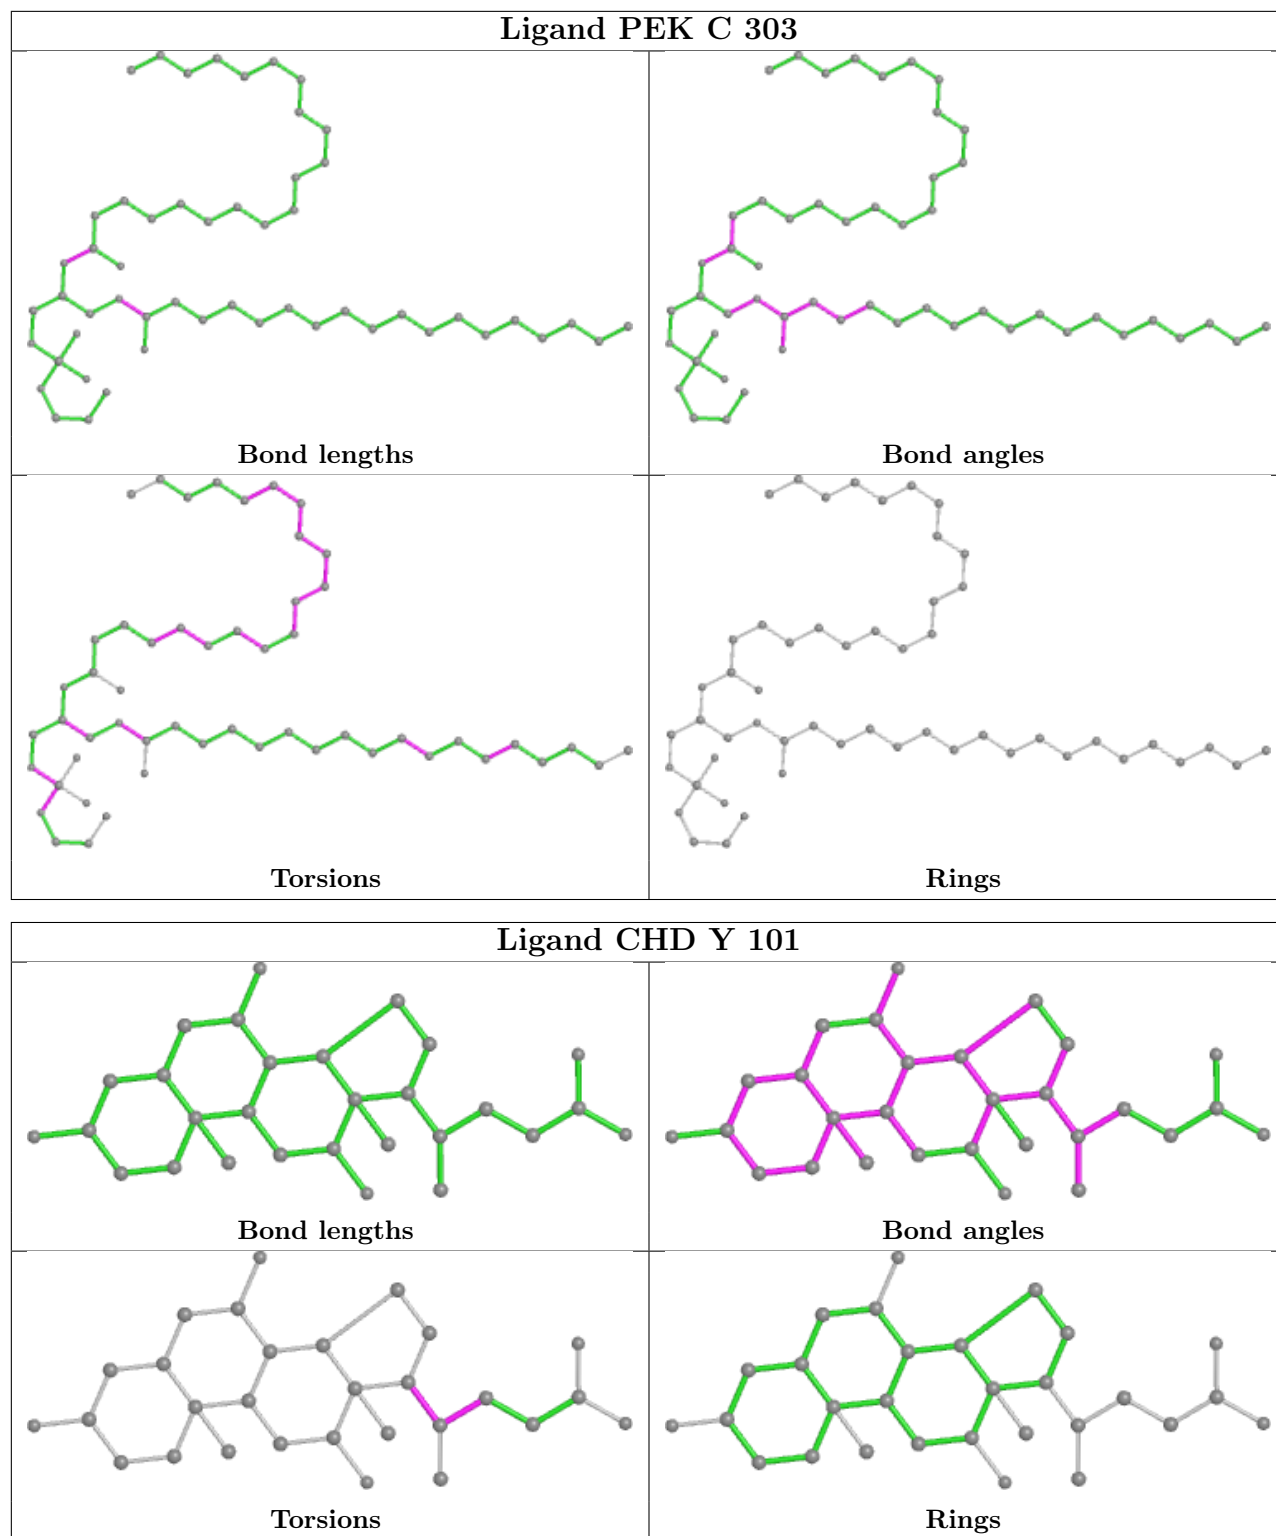 Ligand PEK C 303
Bond lengths
Bond angles
Torsions
Rings
Ligand CHD Y 101
Bond lengths
Bond angles
Torsions
Rings